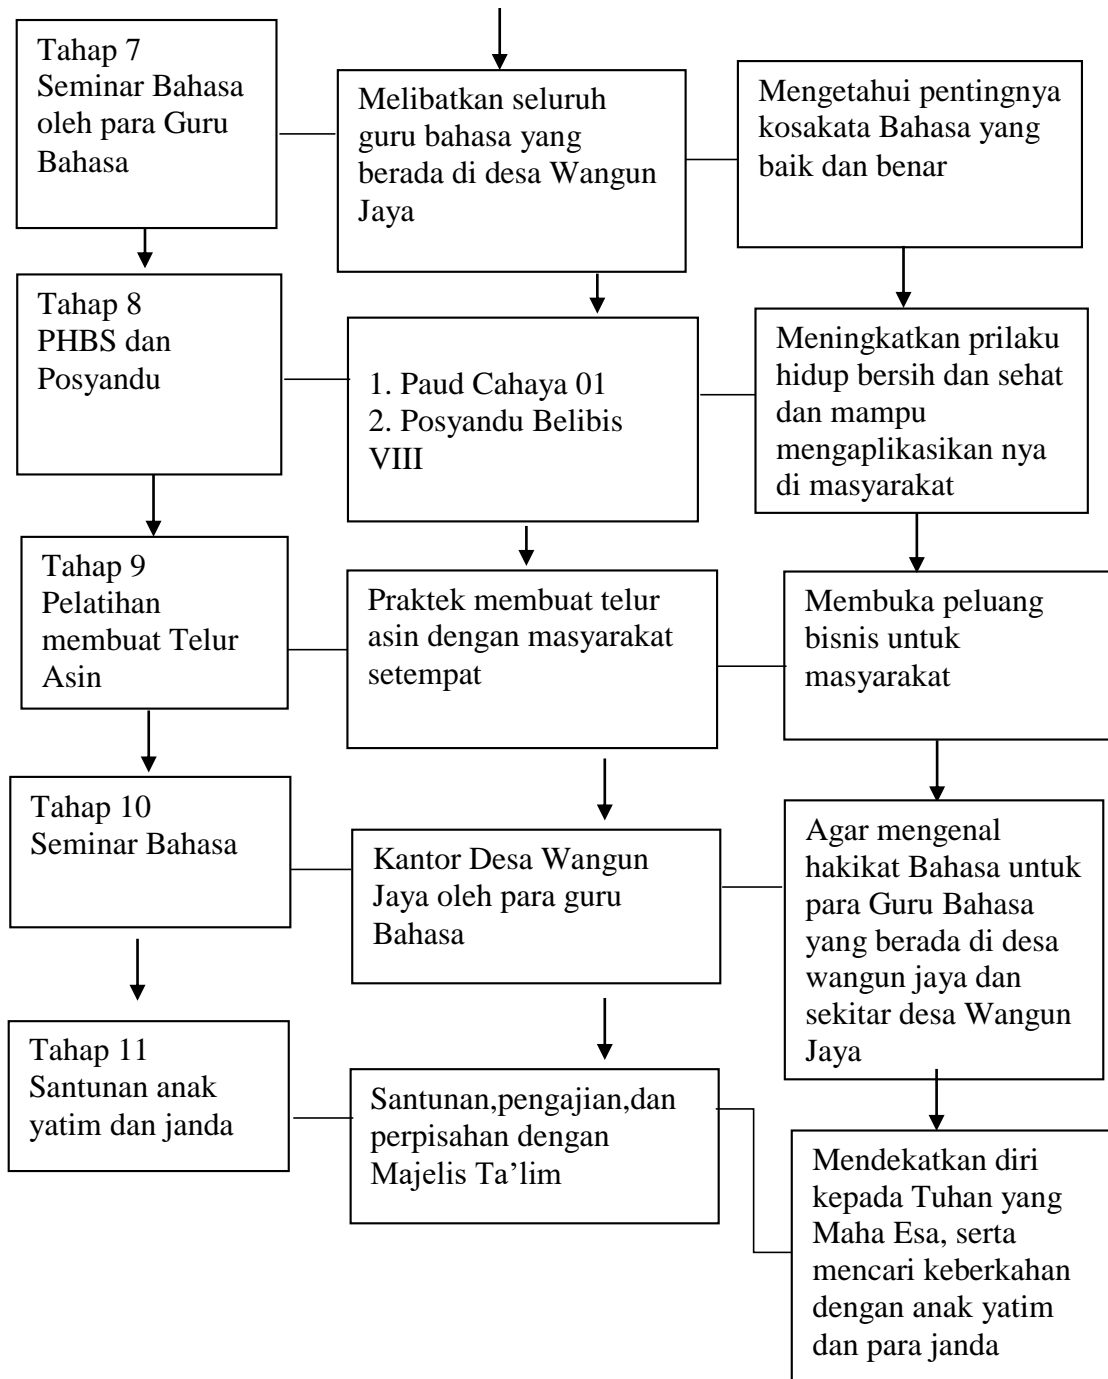 Tahap 7
Seminar Bahasa
oleh para Guru
Bahasa
Melibatkan seluruh
guru bahasa yang
berada di desa Wangun
Jaya
Mengetahui pentingnya
kosakata Bahasa yang
baik dan benar
Tahap 8
PHBS dan
Posyandu
1. Paud Cahaya 01
2. Posyandu Belibis
VIII
Meningkatkan prilaku
hidup bersih dan sehat
dan mampu
mengaplikasikan nya
di masyarakat
Tahap 9
Pelatihan
membuat Telur
Asin
Praktek membuat telur
asin dengan masyarakat
setempat
Membuka peluang
bisnis untuk
masyarakat
Tahap 10
Seminar Bahasa
Kantor Desa Wangun
Jaya oleh para guru
Bahasa
Agar mengenal
hakikat Bahasa untuk
para Guru Bahasa
yang berada di desa
wangun jaya dan
sekitar desa Wangun
Jaya
Tahap 11
Santunan anak
yatim dan janda
Santunan,pengajian,dan
perpisahan dengan
Majelis Ta’lim
Mendekatkan diri
kepada Tuhan yang
Maha Esa, serta
mencari keberkahan
dengan anak yatim
dan para janda